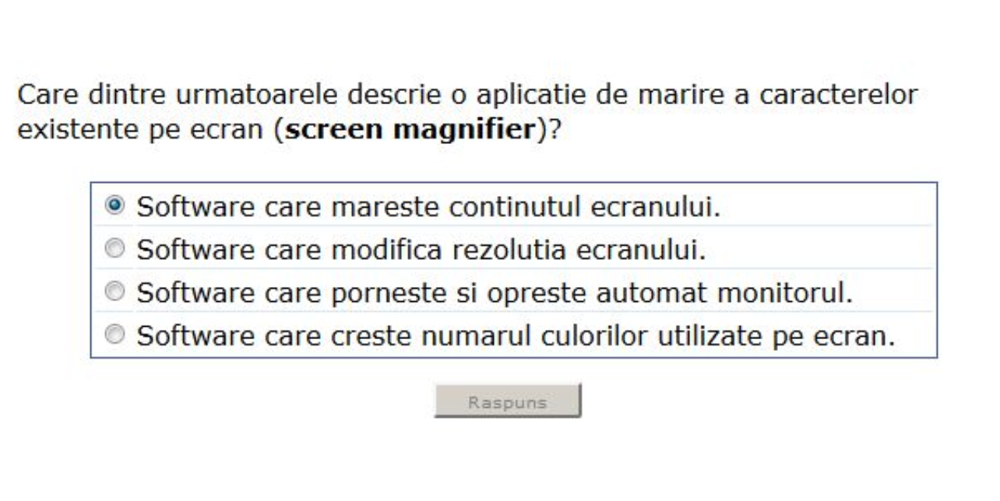 Care dintre urmatoarele descrie o aplicatie de marire a caracterelor
existente pe ecran (screen magnifier)?
Software care mareste continutul ecranului.
Software care modifica rezolutia ecranului.
Software care porneste si opreste automat monitorul.
Software care creste numarul culorilor utilizate pe ecran.
Raspuns